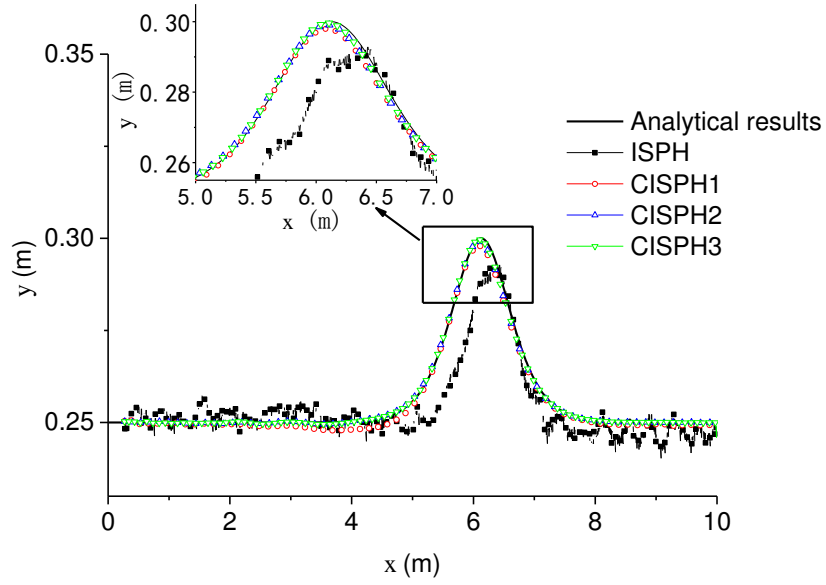 0.30
0.28
0.26
y (m)
5.0 5.5 6.0 6.5 7.0
x (m)
0.35
0.30
0.25
y (m)
Analytical results
ISPH
CISPH1
CISPH2
CISPH3
0 2 4 6 8 10
x (m)